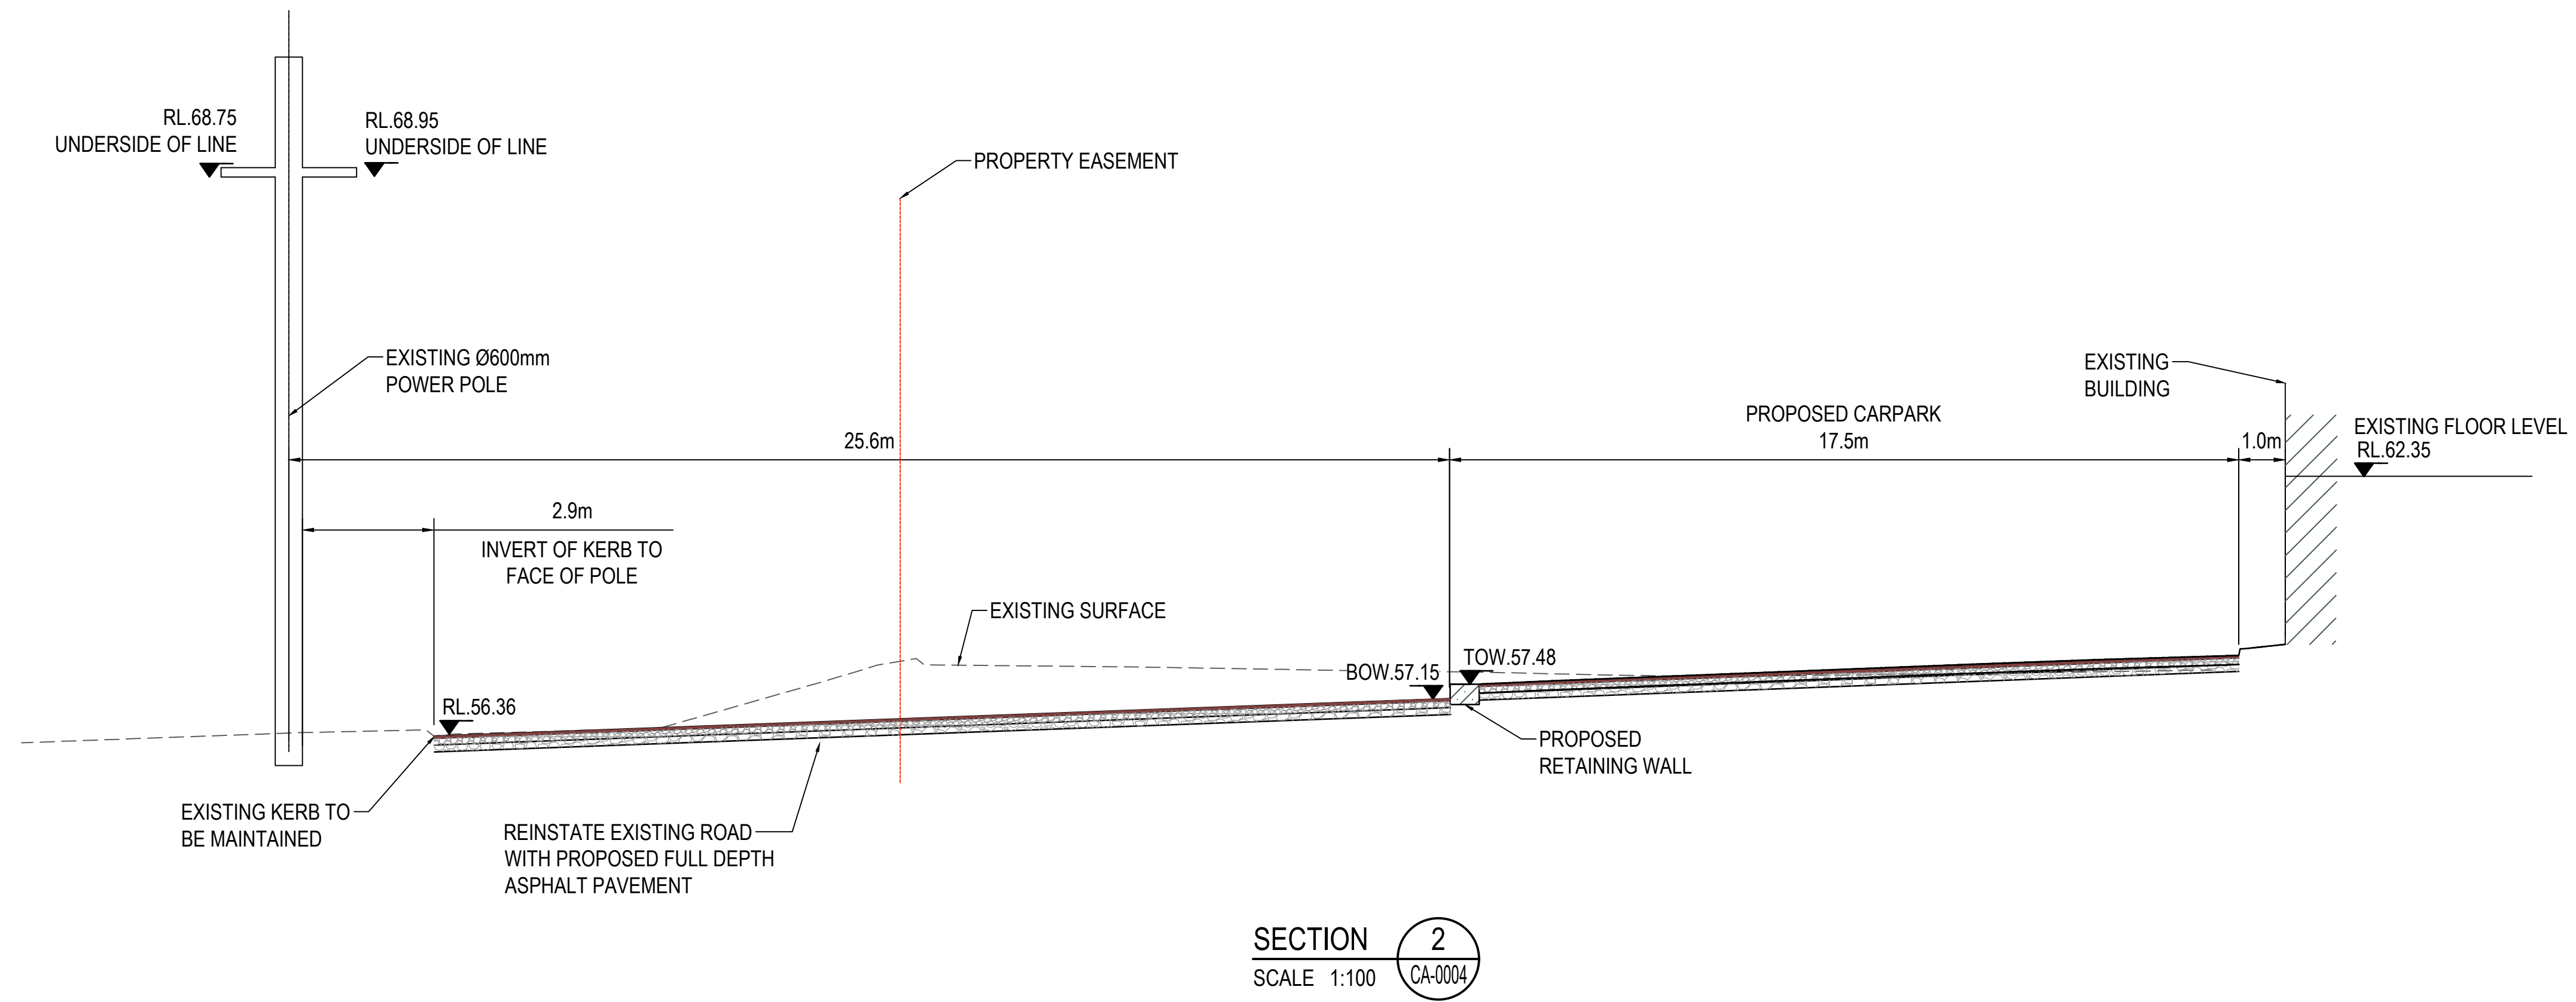 RL.68.75
UNDERSIDE OF LINE
RL.68.95
UNDERSIDE OF LINE
PROPERTY EASEMENT
EXISTING Ø600mm
POWER POLE
EXISTING
BUILDING
PROPOSED CARPARK
25.6m
17.5m
1.0m
EXISTING FLOOR LEVEL
RL.62.35
2.9m
INVERT OF KERB TO
FACE OF POLE
EXISTING SURFACE
BOW.57.15
TOW.57.48
RL.56.36
PROPOSED
RETAINING WALL
EXISTING KERB TO
BE MAINTAINED
REINSTATE EXISTING ROAD
WITH PROPOSED FULL DEPTH
ASPHALT PAVEMENT
SECTION
2
SCALE 1:100
CA-0004